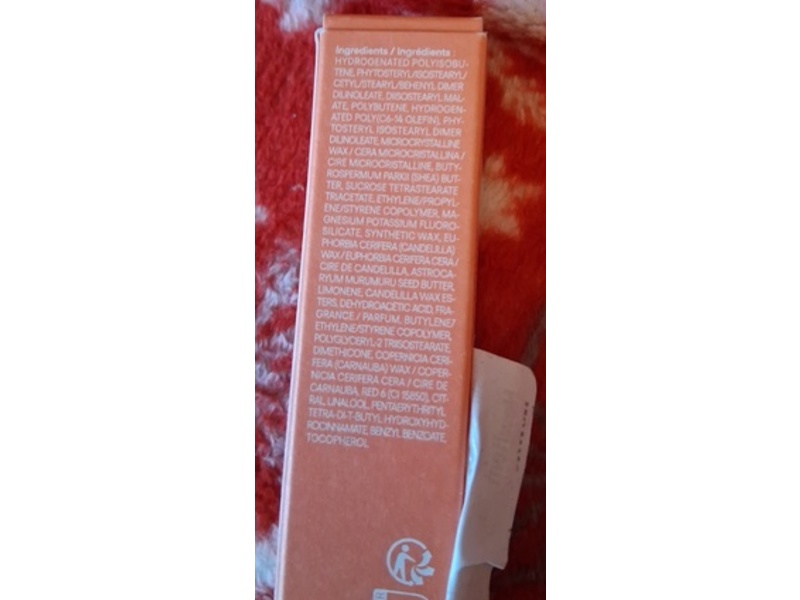 Ingredients / Ingrédients :
HYDROGENATED POLYISOBU-
TENE, PHYTOSTERYL/ISOSTEARYL/
CETYL/STEARYL/BEHENYL DIMER
DILINOLEATE, DIISOSTEARYL MAL-
ATE, POLYBUTENE, HYDROGEN-
ATED POLY(C6-14 OLEFIN), PHY-
TOSTERYL ISOSTEARYL DIMER
DILINOLEATE, MICROCRYSTALLINE
WAX / CERA MICROCRISTALLINA /
CIRE MICROCRISTALLINE, BUTY-
ROSPERMUM PARKII (SHEA) BUT-
TER, SUCROSE TETRASTEARATE
TRIACETATE, ETHYLENE/PROPYL-
ENE/STYRENE COPOLYMER, MA-
GNESIUM POTASSIUM FLUORO-
SILICATE, SYNTHETIC WAX, EU-
PHORBIA CERIFERA (CANDELILLA)
WAX / EUPHORBIA CERIFERA CERA /
CIRE DE CANDELILLA, ASTROCA-
RYUM MURUMURU SEED BUTTER,
LIMONENE, CANDELILLA WAX ES-
TERS, DEHYDROACETIC ACID, FRA-
GRANCE / PARFUM, BUTYLENE/
ETHYLENE/STYRENE COPOLYMER,
POLYGLYCERYL-2 TRIISOSTEARATE,
DIMETHICONE, COPERNICIA CERI-
FERA (CARNAUBA) WAX / COPER-
NICIA CERIFERA CERA / CIRE DE
CARNAUBA, RED 6 (CI 15850), CIT-
RAL, LINALOOL, PENTAERYTHRITYL
TETRA-DI-T-BUTYL HYDROXYHYD-
ROCINNAMATE, BENZYL BENZOATE,
TOCOPHEROL.